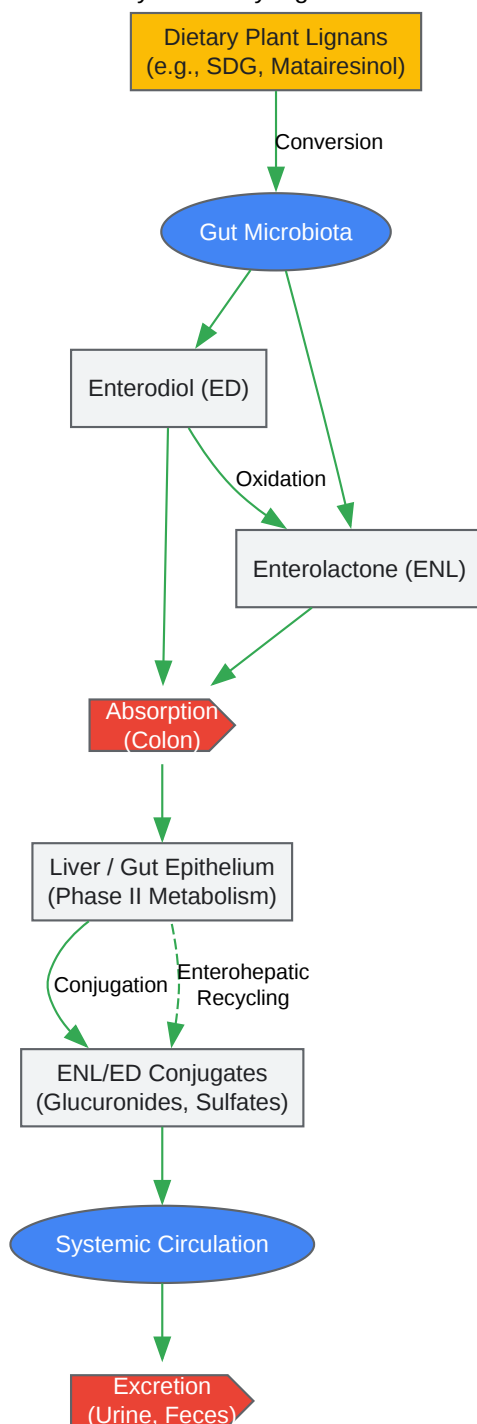 Dietary Plant Lignans
(e.g., SDG, Matairesinol)
Conversion
Gut Microbiota
Enterodiol (ED)
Oxidation
Enterolactone (ENL)
Absorption
(Colon)
Liver / Gut Epithelium
(Phase II Metabolism)
Conjugation
Enterohepatic
Recycling
ENL/ED Conjugates
(Glucuronides, Sulfates)
Systemic Circulation
Excretion
(Urine, Feces)